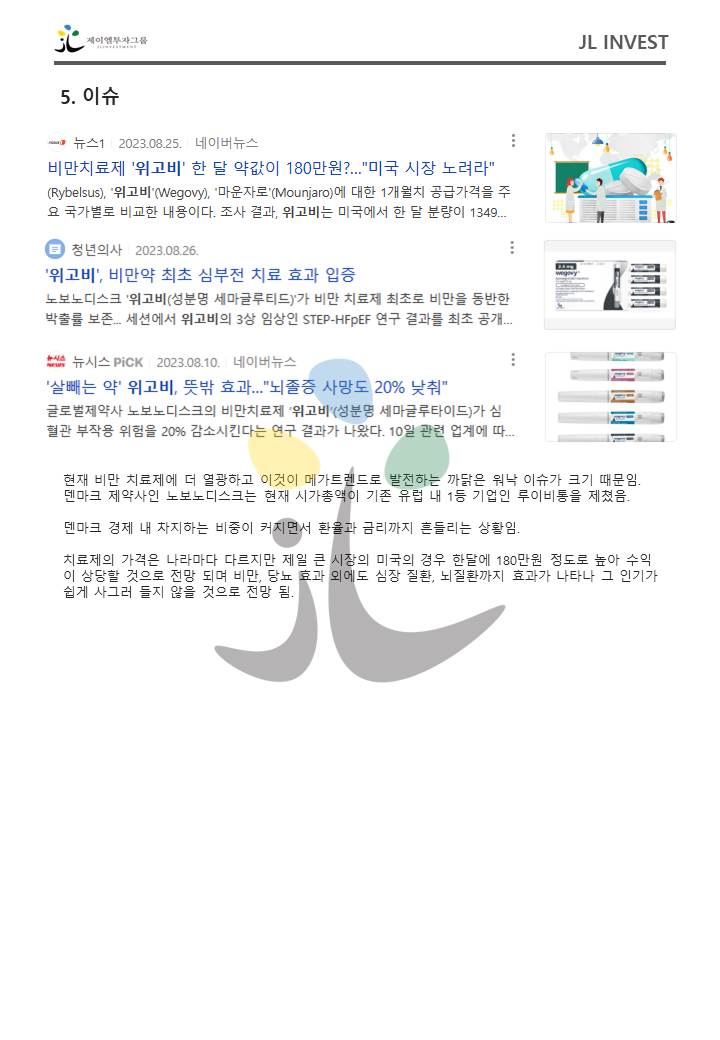 제이엘투자그룹
JL INVESTMENT
JL INVEST
5. 이슈
뉴스1 2023.08.25. 네이버뉴스
비만치료제 '위고비' 한 달 약값이 180만원?..."미국 시장 노려라"
(Rybelsus), '위고비'(Wegovy), '마운자로'(Mounjaro)에 대한 1개월치 공급가격을 주
요 국가별로 비교한 내용이다. 조사 결과, 위고비는 미국에서 한 달 분량이 1349...
청년의사 2023.08.26.
'위고비', 비만약 최초 심부전 치료 효과 입증
노보노디스크 '위고비(성분명 세마글루티드)'가 비만 치료제 최초로 비만을 동반한
박출률 보존... 세션에서 위고비의 3상 임상인 STEP-HFpEF 연구 결과를 최초 공개...
wegovy
뉴시스 PiCK 2023.08.10. 네이버뉴스
'살빼는 약' 위고비, 뜻밖 효과..."뇌졸중 사망도 20% 낮춰"
글로벌제약사 노보노디스크의 비만치료제 '위고비'(성분명 세마글루타이드)가 심
혈관 부작용 위험을 20% 감소시킨다는 연구 결과가 나왔다. 10일 관련 업계에 따...
현재 비만 치료제에 더 열광하고 이것이 메가트렌드로 발전하는 까닭은 워낙 이슈가 크기 때문임.
덴마크 제약사인 노보노디스크는 현재 시가총액이 기존 유럽 내 1등 기업인 루이비통을 제쳤음.
덴마크 경제 내 차지하는 비중이 커지면서 환율과 금리까지 흔들리는 상황임.
치료제의 가격은 나라마다 다르지만 제일 큰 시장의 미국의 경우 한달에 180만원 정도로 높아 수익
이 상당할 것으로 전망 되며 비만, 당뇨 효과 외에도 심장 질환, 뇌질환까지 효과가 나타나 그 인기가
쉽게 사그러 들지 않을 것으로 전망 됨.